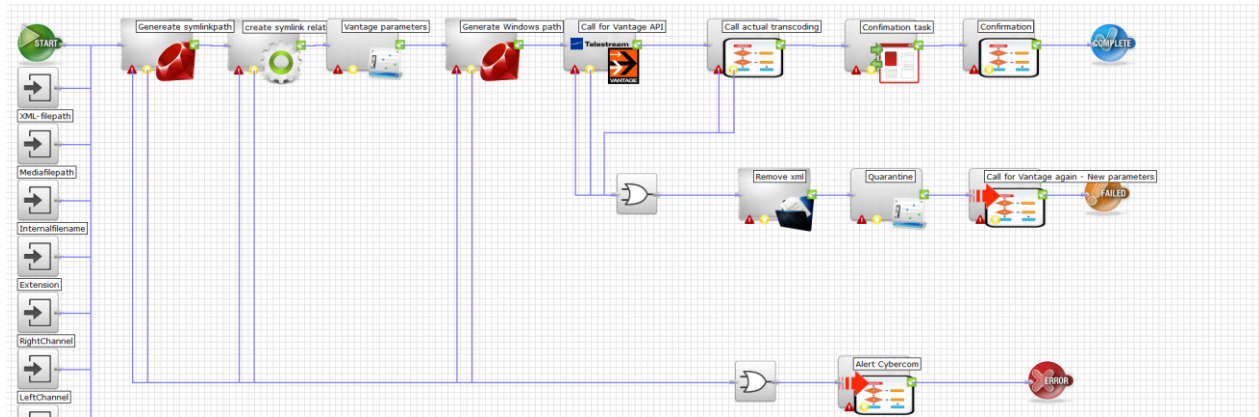 Genereate symlinkpath
create symlink relat
Vantage parameters
Generate Windows path
Call for Vantage API
Call actual transcoding
Confimation task
Confirmation
START
Telestream
VANTAGE
COMPLETE
XML-filepath
Mediafilepath
Remove xml
Quarantine
Call for Vantage again - New parameters
FAILED
Internalfilename
Extension
RightChannel
Alert Cybercom
ERROR
LeftChannel